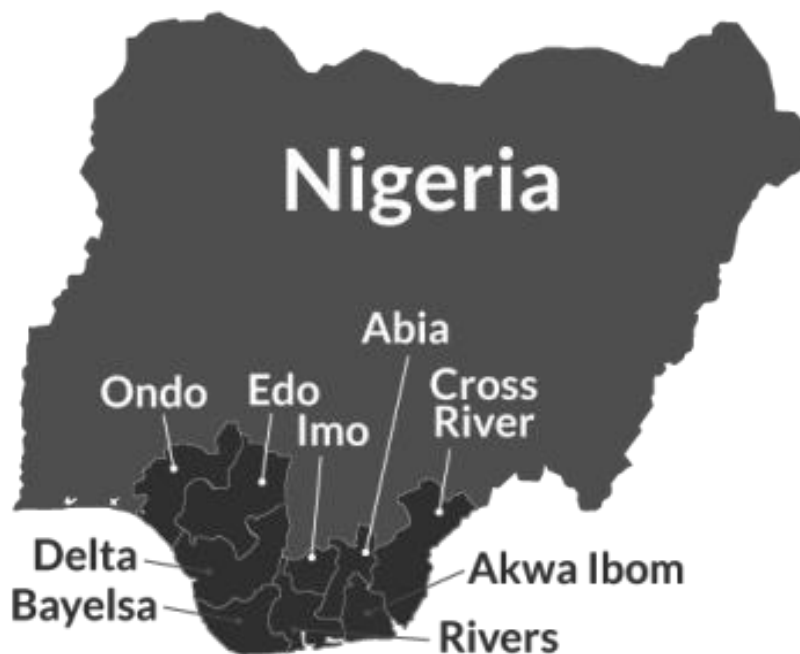 Nigeria
Abia
Ondo
Edo
Imo
Cross
River
Delta
Bayelsa
Akwa Ibom
Rivers